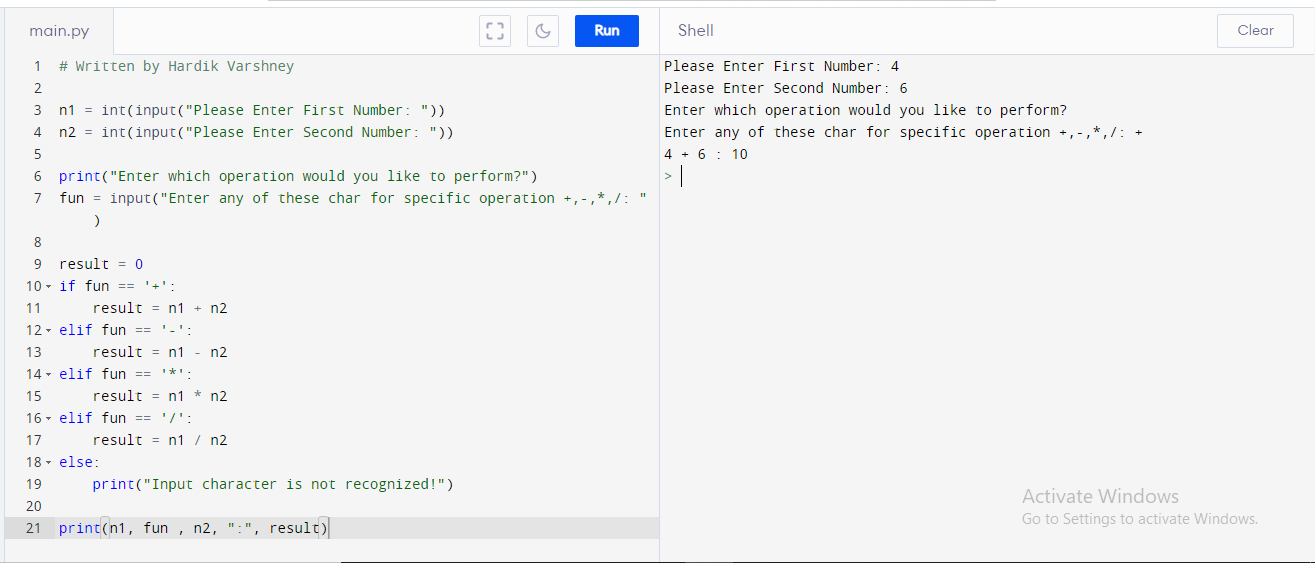 main.py
Run
Shell
Clear
1 # Written by Hardik Varshney
2
3 n1 = int(input("Please Enter First Number: "))
4 n2 = int(input("Please Enter Second Number: "))
5
6 print("Enter which operation would you like to perform?")
7 fun = input("Enter any of these char for specific operation +,-,*,/: "
)
8
9 result = 0
10 if fun == '+':
11 result = n1 + n2
12 elif fun == '-':
13 result = n1 - n2
14 elif fun == '*':
15 result = n1 * n2
16 elif fun == '/':
17 result = n1 / n2
18 else:
19 print("Input character is not recognized!")
20
21 print(n1, fun , n2, ":", result)
Please Enter First Number: 4
Please Enter Second Number: 6
Enter which operation would you like to perform?
Enter any of these char for specific operation +,-,*,/: +
4 + 6 : 10
>
Activate Windows
Go to Settings to activate Windows.